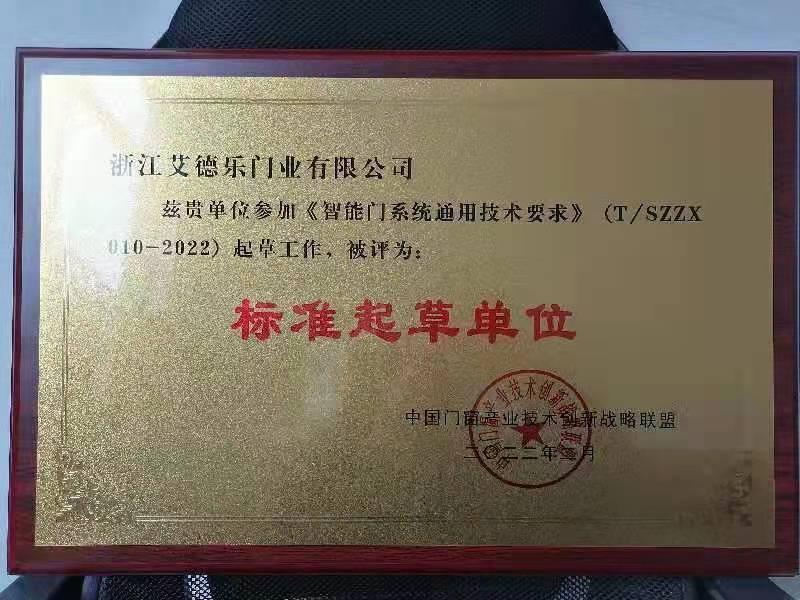 浙江艾德乐门业有限公司
兹贵单位参加《智能门系统通用技术要求》（T/SZZX
010-2022）起草工作，被评为：
标准起草单位
中国门窗产业技术创新战略联盟
二〇二二年 月